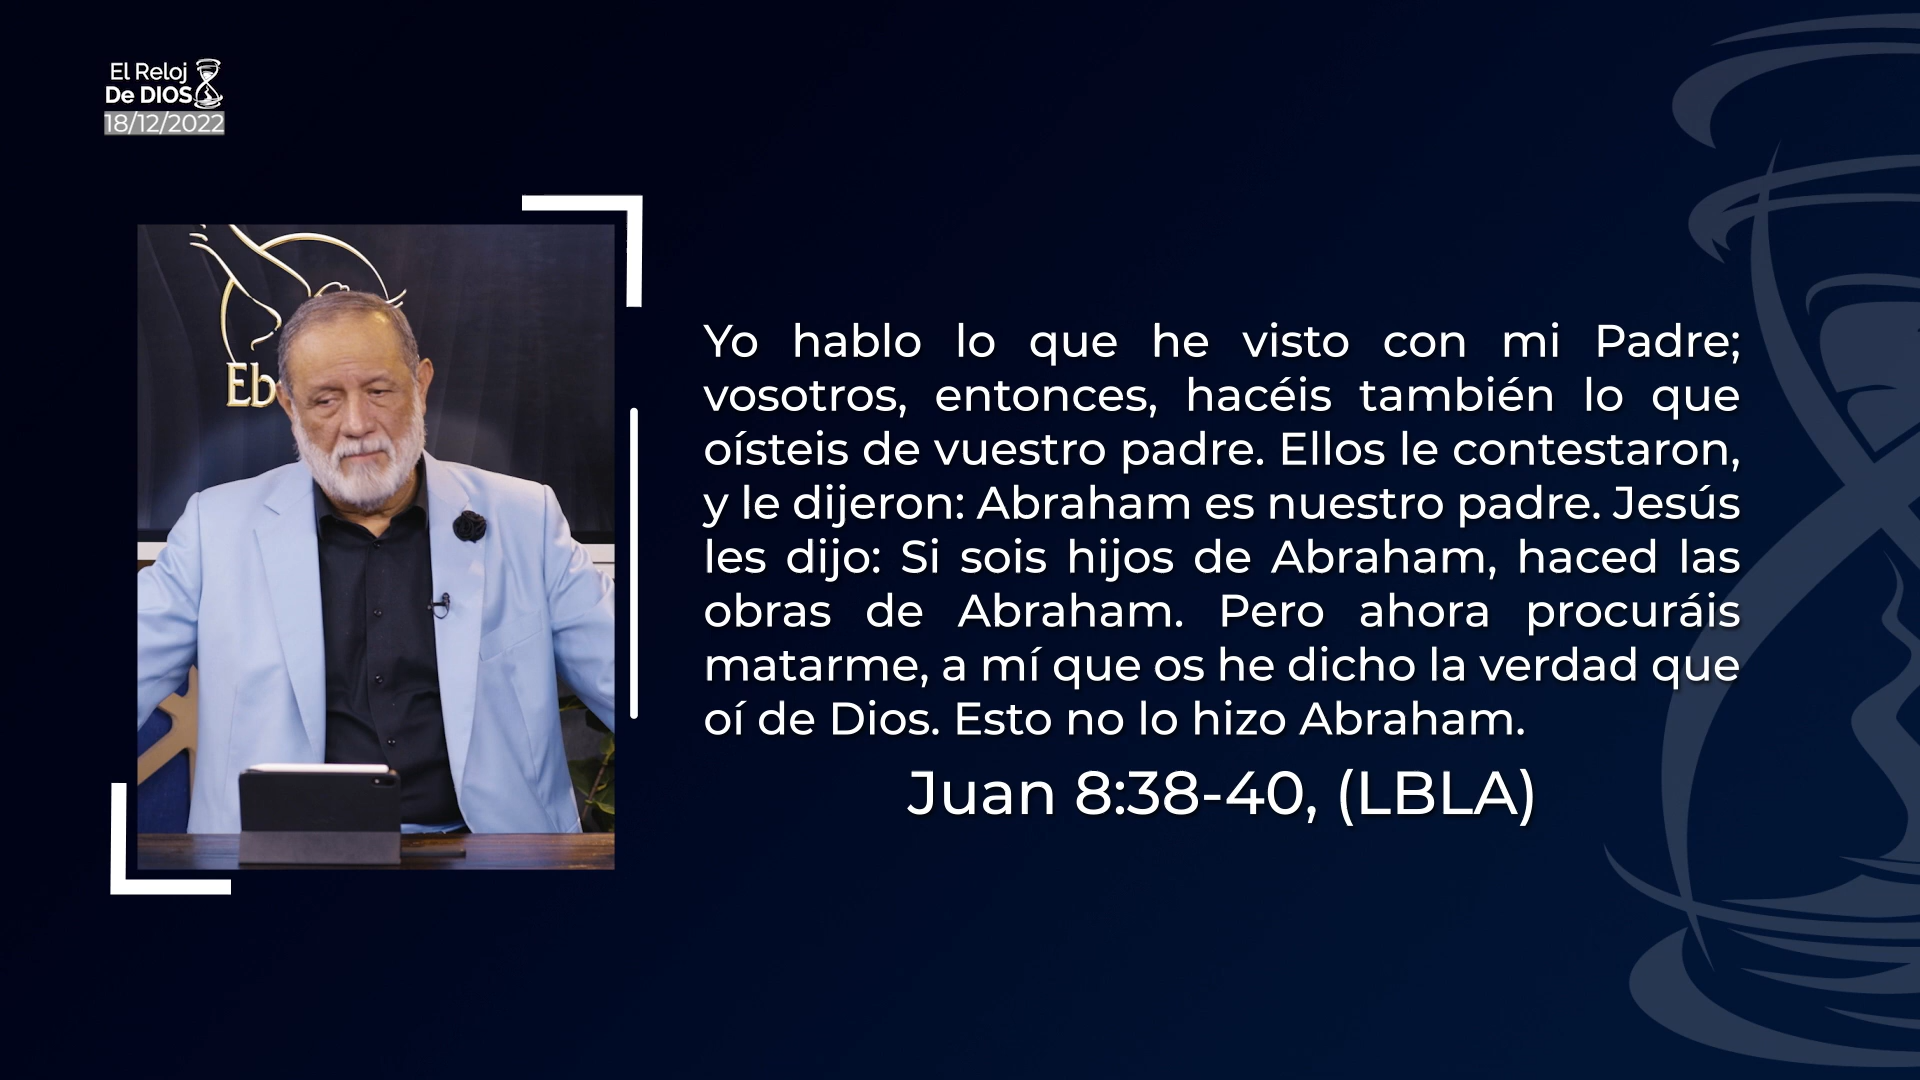 El Reloj
De DIOS
18/12/2022
Eb
Yo hablo lo que he visto con mi Padre;
vosotros, entonces, hacéis también lo que
oísteis de vuestro padre. Ellos le contestaron,
y le dijeron: Abraham es nuestro padre. Jesús
les dijo: Si sois hijos de Abraham, haced las
obras de Abraham. Pero ahora procuráis
matarme, a mí que os he dicho la verdad que
oí de Dios. Esto no lo hizo Abraham.
Juan 8:38-40, (LBLA)